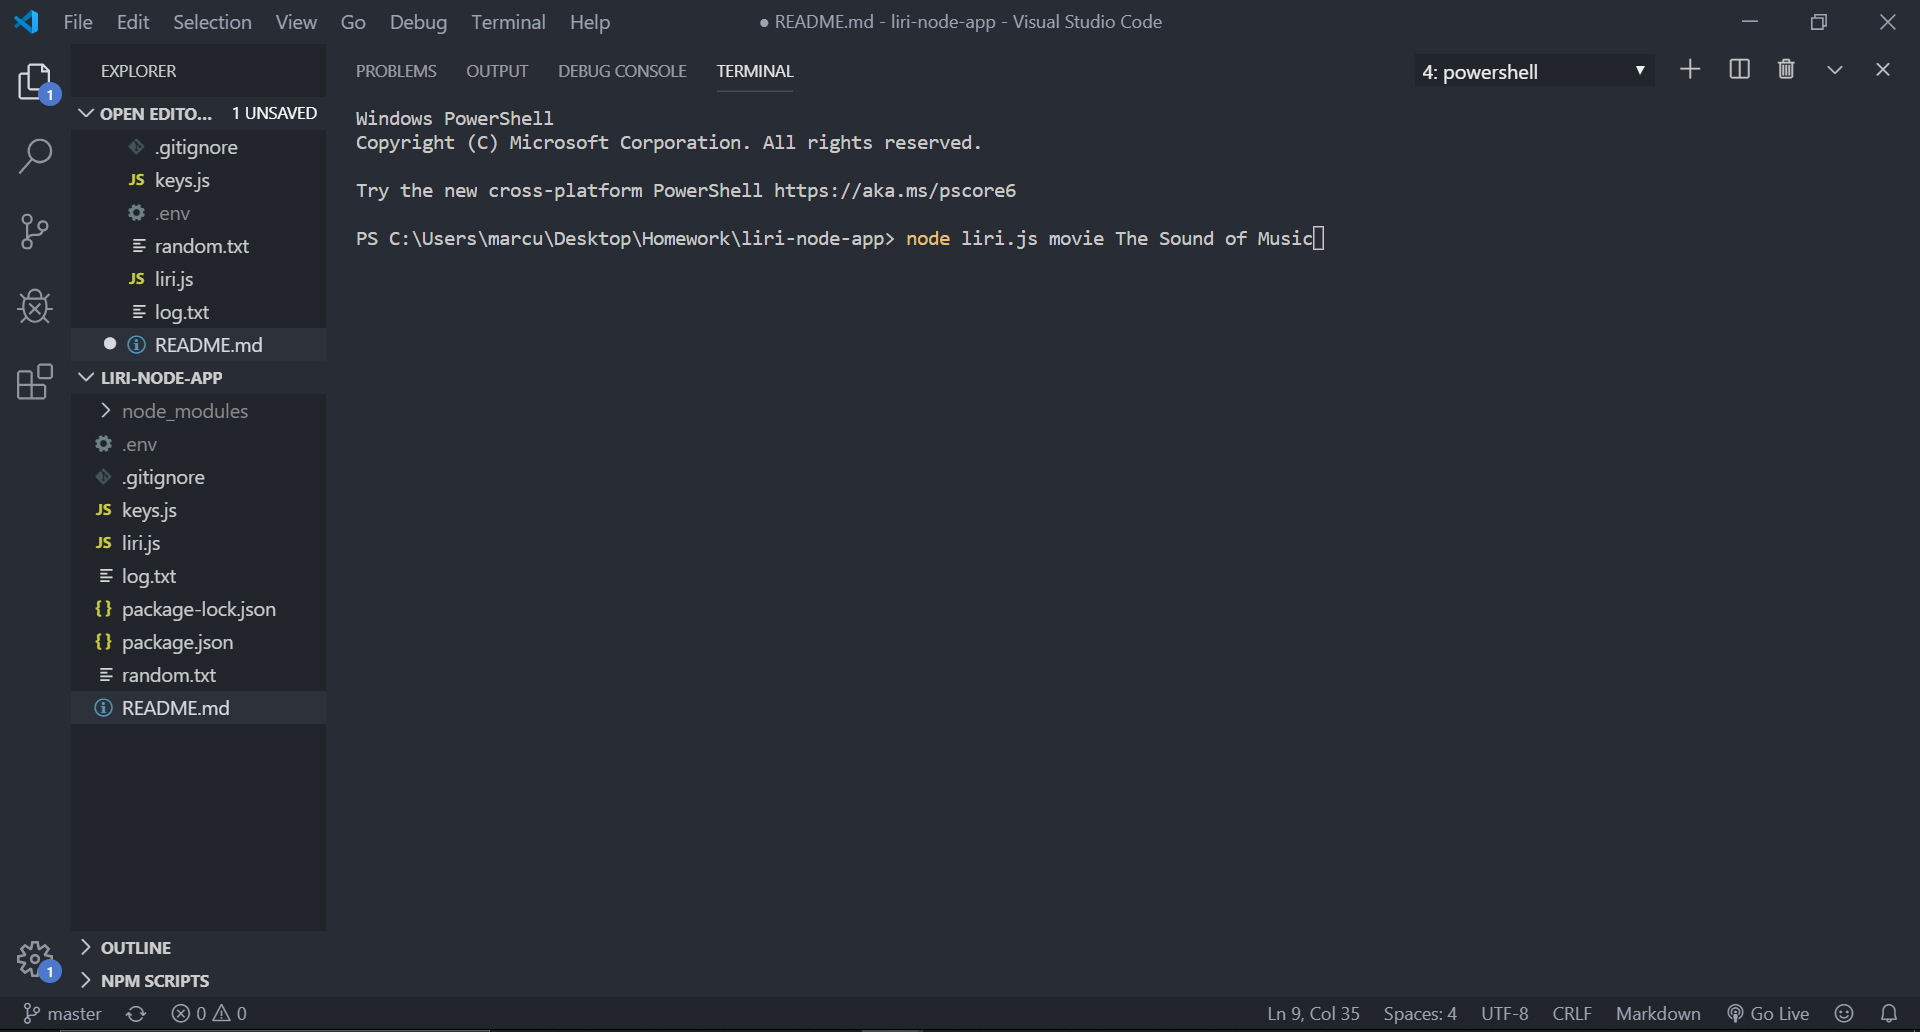 File Edit Selection View Go Debug Terminal Help ● README.md - liri-node-app - Visual Studio Code
EXPLORER
OPEN EDITO... 1 UNSAVED
.gitignore
JS keys.js
.env
random.txt
JS liri.js
log.txt
README.md
LIRI-NODE-APP
node_modules
.env
.gitignore
JS keys.js
JS liri.js
log.txt
{} package-lock.json
{} package.json
random.txt
README.md
OUTLINE
NPM SCRIPTS
1
1
PROBLEMS OUTPUT DEBUG CONSOLE TERMINAL 4: powershell
Windows PowerShell
Copyright (C) Microsoft Corporation. All rights reserved.
Try the new cross-platform PowerShell https://aka.ms/pscore6
PS C:\Users\marcu\Desktop\Homework\liri-node-app> node liri.js movie The Sound of Music
master 0 0 Ln 9, Col 35 Spaces: 4 UTF-8 CRLF Markdown Go Live